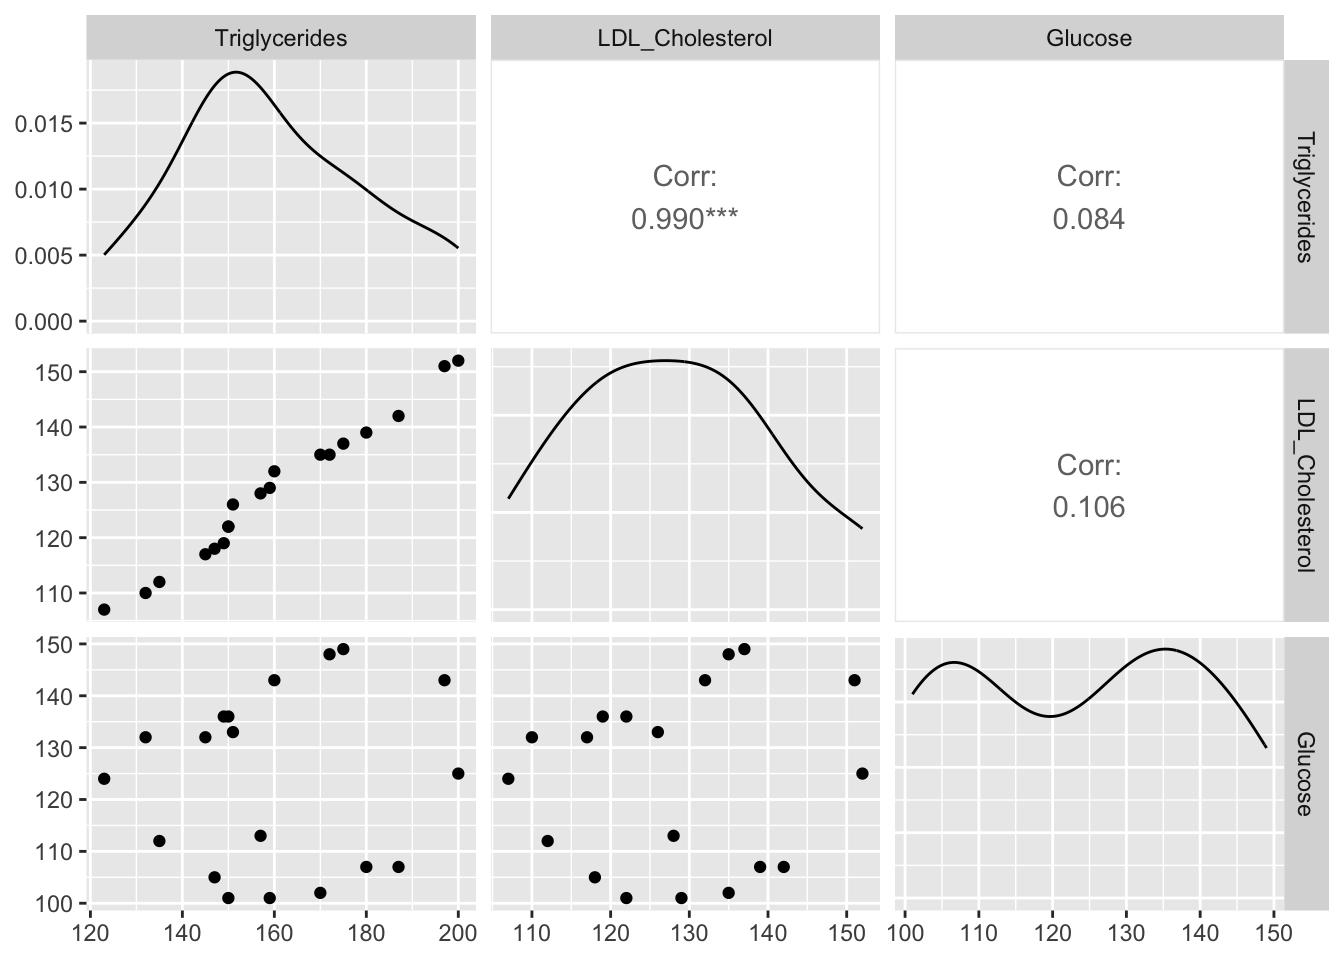 Triglycerides
LDL_Cholesterol
Glucose
0.015
0.010
0.005
0.000
Corr:
0.990***
Corr:
0.084
Triglycerides
150
140
130
120
110
Corr:
0.106
LDL_Cholesterol
150
140
130
120
110
100
Glucose
120 140 160 180 200
110 120 130 140 150
100 110 120 130 140 150